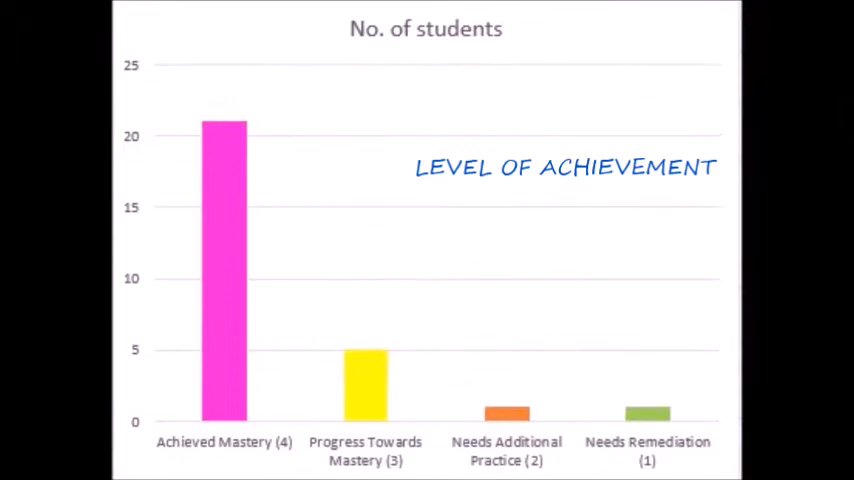 No. of students
25
20
LEVEL OF ACHIEVEMENT
15
10
5
0
Achieved Mastery (4)
Progress Towards
Mastery (3)
Needs Additional
Practice (2)
Needs Remediation
(1)